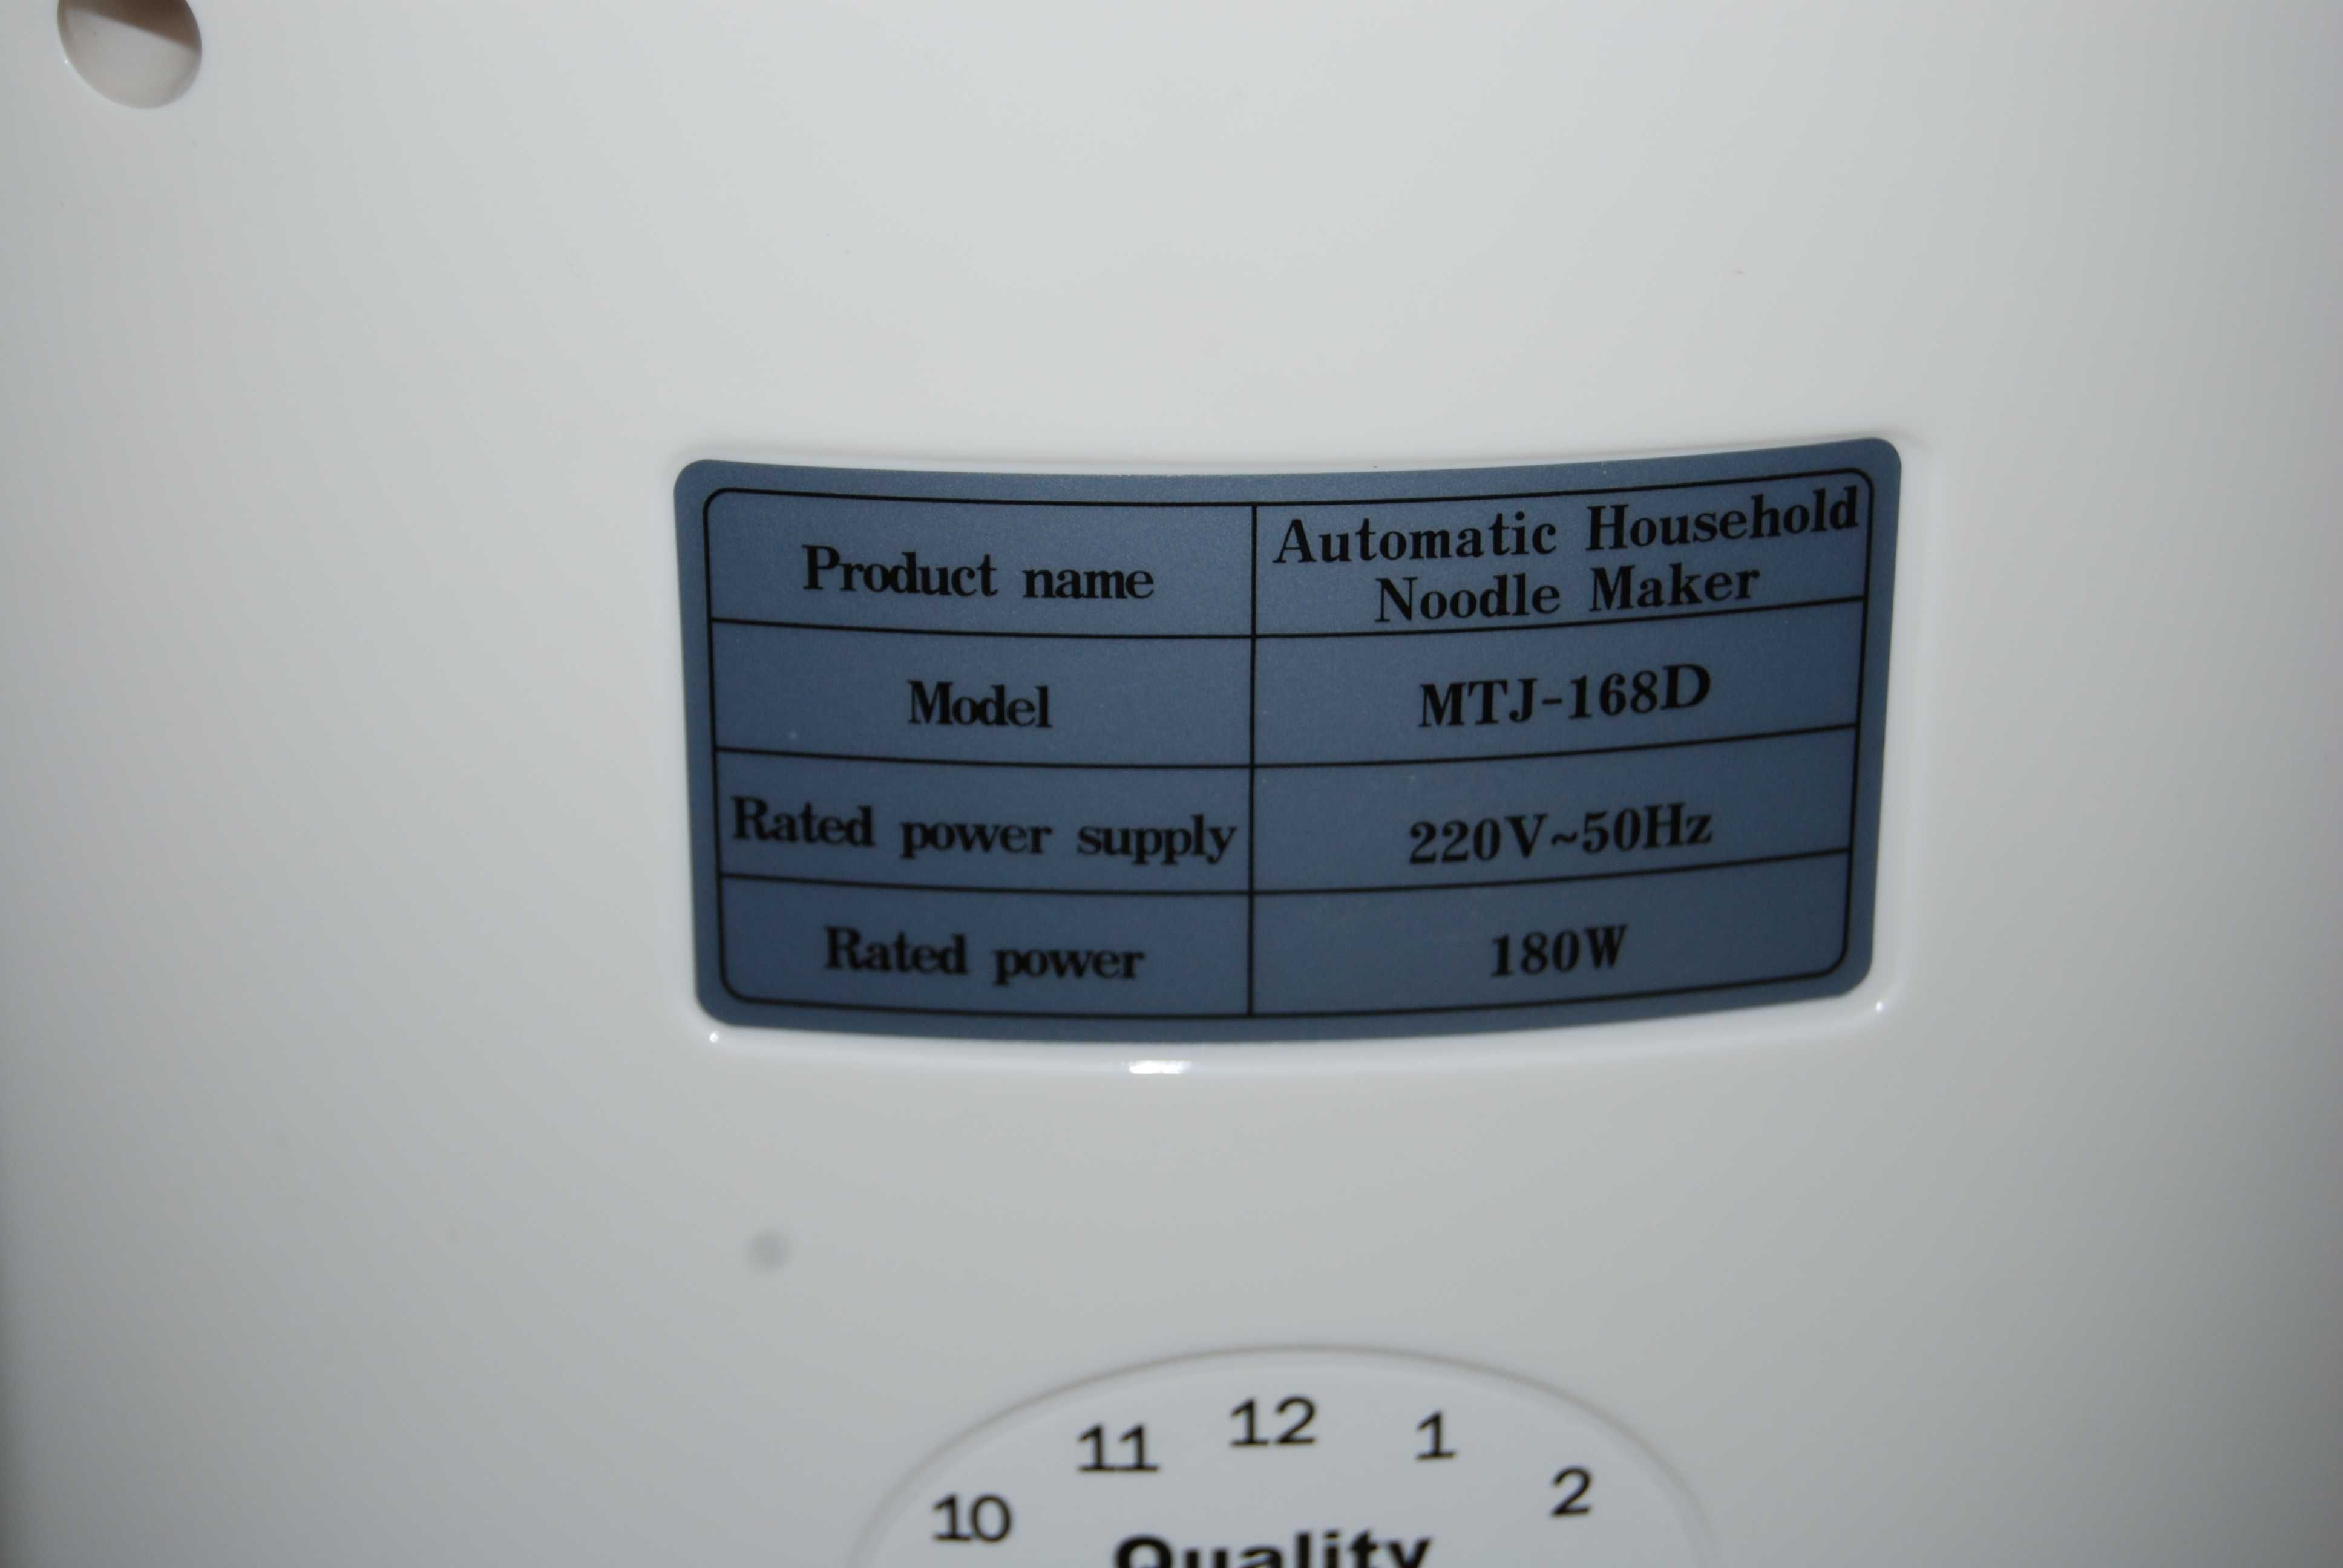 Product name
Automatic Household
Noodle Maker
Model
MTJ-168D
Rated power supply
220V~50Hz
Rated power
180W
10 11 12 1 2
Quality